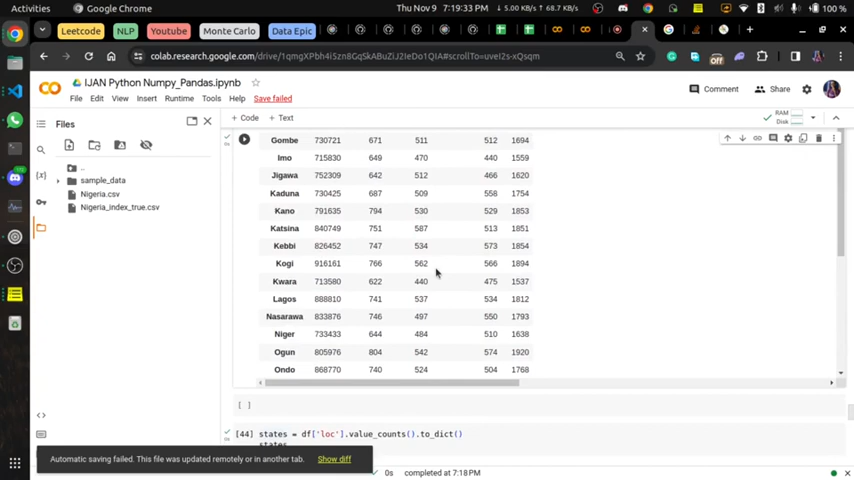 Activities
Google Chrome
Thu Nov 9 7:19:33 PM
5.00 KB/s
68.7 KB/s
100 %
Leetcode
NLP
Youtube
Monte Carlo
Data Epic
colab.research.google.com/drive/1qmgXPbh4iSzn8GqSkABuZiJ2IeDo1QIA#scrollTo=uveI2s-xQsqm
Off
IJAN Python Numpy_Pandas.ipynb
File Edit View Insert Runtime Tools Help Save failed
Comment
Share
Files
+ Code + Text
RAM
Disk
..
sample_data
Nigeria.csv
Nigeria_index_true.csv
{x}
Gombe 730721 671 511 512 1694
Imo 715830 649 470 440 1559
Jigawa 752309 642 512 466 1620
Kaduna 730425 687 509 558 1754
Kano 791635 794 530 529 1853
Katsina 840749 751 587 513 1851
Kebbi 826452 747 534 573 1854
Kogi 916161 766 562 566 1894
Kwara 713580 622 440 475 1537
Lagos 888810 741 537 534 1812
Nasarawa 833876 746 497 550 1793
Niger 733433 644 484 510 1638
Ogun 805976 804 542 574 1920
Ondo 868770 740 524 504 1768
[ ]
[44] states = df['loc'].value_counts().to_dict()
states
0s
Automatic saving failed. This file was updated remotely or in another tab. Show diff
0s completed at 7:18 PM